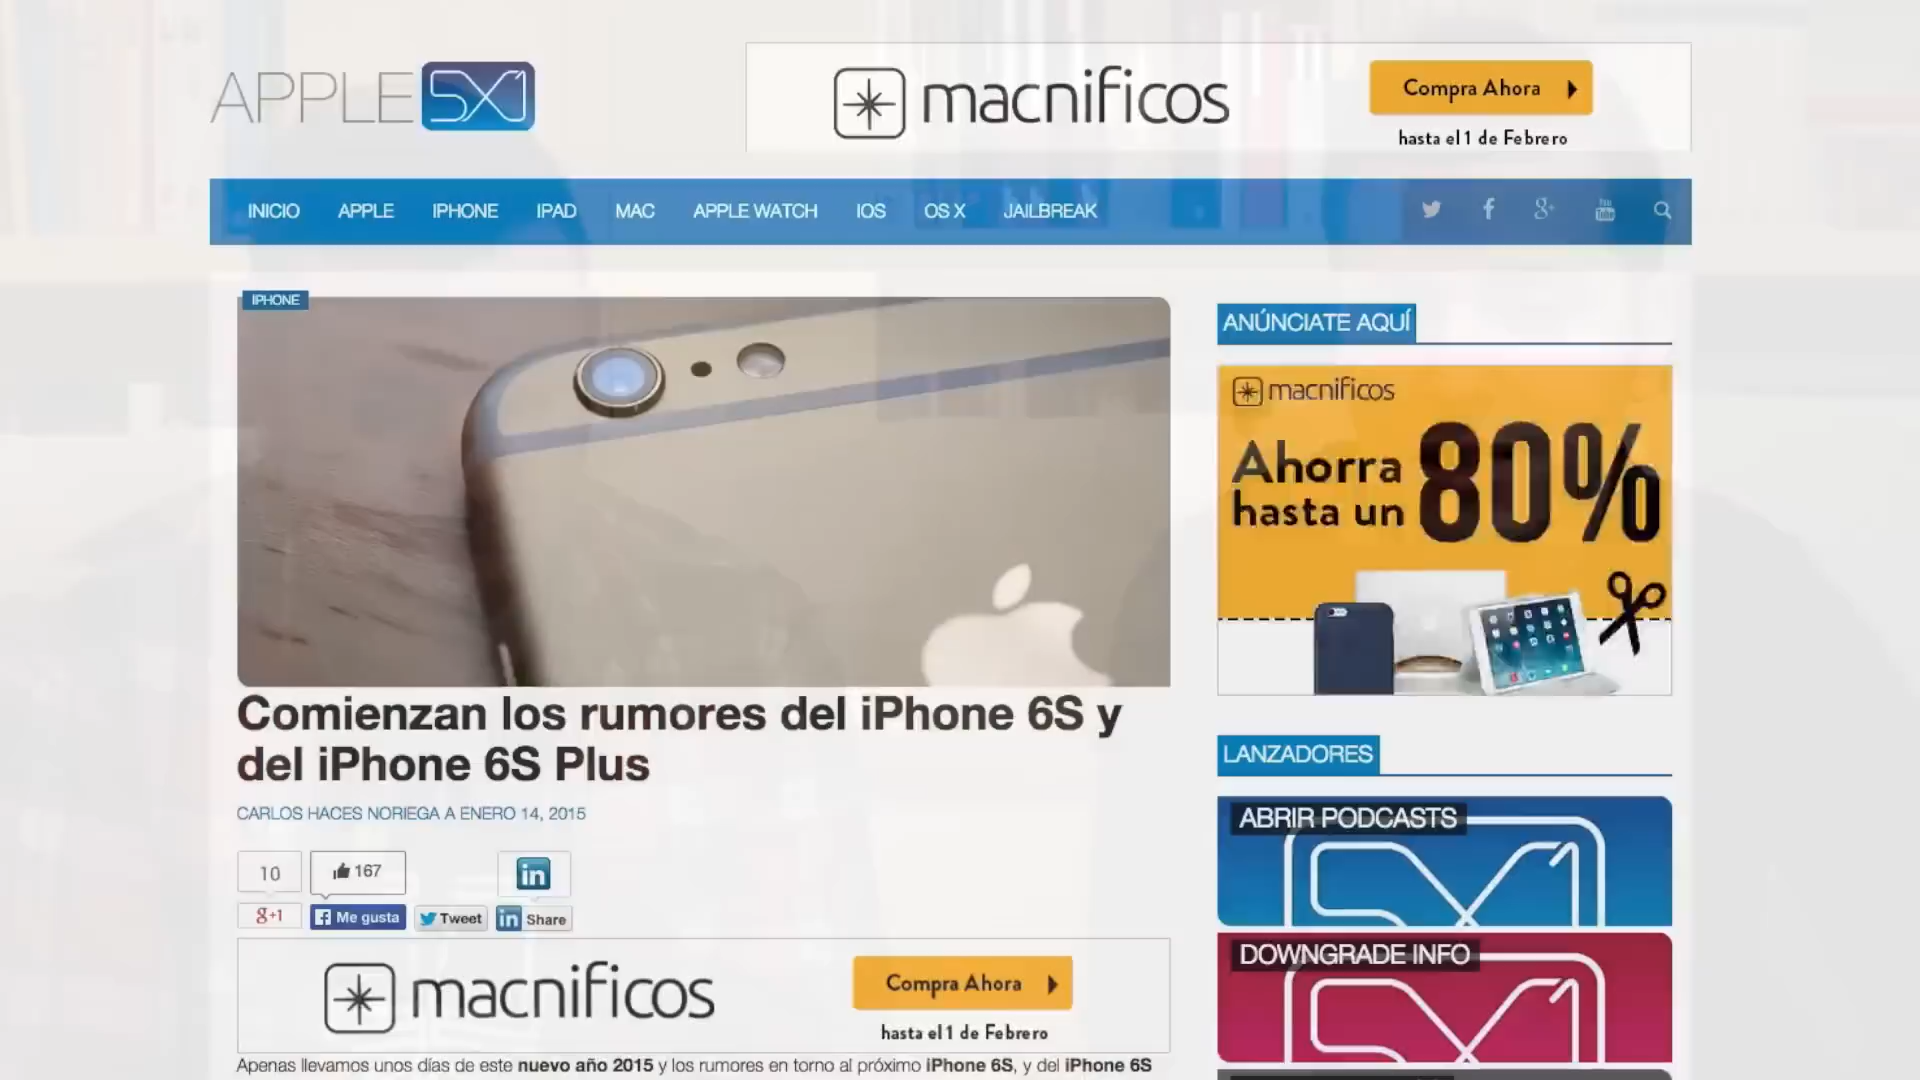 APPLE 5X1
macnificos
Compra Ahora
hasta el 1 de Febrero
INICIO APPLE IPHONE IPAD MAC APPLE WATCH IOS OS X JAILBREAK
IPHONE
ANÚNCIATE AQUÍ
macnificos
Ahorra
hasta un 80%
Comienzan los rumores del iPhone 6S y
del iPhone 6S Plus
CARLOS HACES NORIEGA A ENERO 14, 2015
10 167 in
g+1 Me gusta Tweet in Share
macnificos
Compra Ahora
hasta el 1 de Febrero
Apenas llevamos unos días de este nuevo año 2015 y los rumores en torno al próximo iPhone 6S, y del iPhone 6S
LANZADORES
ABRIR PODCASTS
DOWNGRADE INFO